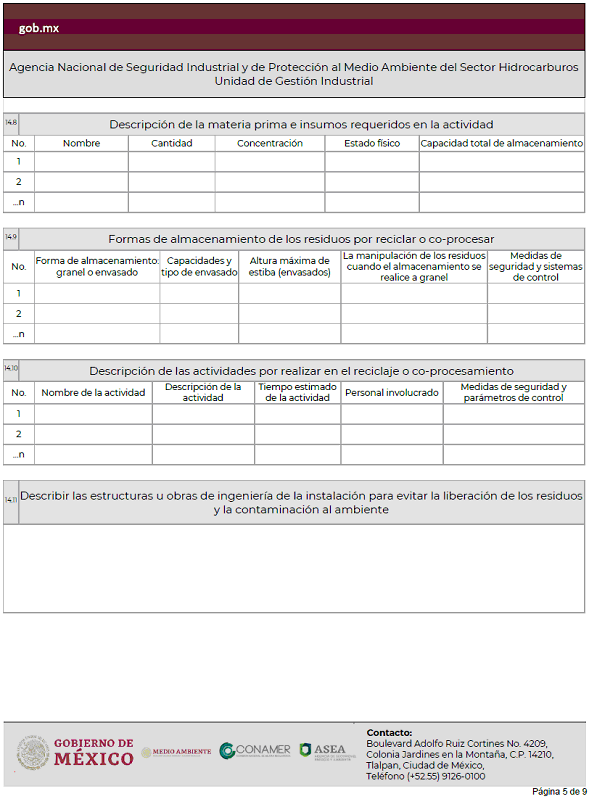 gob.mx
Agencia Nacional de Seguridad Industrial y de Protección al Medio Ambiente del Sector Hidrocarburos
Unidad de Gestión Industrial
14.8 Descripción de la materia prima e insumos requeridos en la actividad
No. Nombre Cantidad Concentración Estado físico Capacidad total de almacenamiento
1
2
...n
14.9 Formas de almacenamiento de los residuos por reciclar o co-procesar
No. Forma de almacenamiento: granel o envasado Capacidades y tipo de envasado Altura máxima de estiba (envasados) La manipulación de los residuos cuando el almacenamiento se realice a granel Medidas de seguridad y sistemas de control
1
2
...n
14.10 Descripción de las actividades por realizar en el reciclaje o co-procesamiento
No. Nombre de la actividad Descripción de la actividad Tiempo estimado de la actividad Personal involucrado Medidas de seguridad y parámetros de control
1
2
...n
14.11 Describir las estructuras u obras de ingeniería de la instalación para evitar la liberación de los residuos
y la contaminación al ambiente
GOBIERNO DE
MÉXICO
MEDIO AMBIENTE
CONAMER
ASEA
Contacto:
Boulevard Adolfo Ruiz Cortines No. 4209,
Colonia Jardines en la Montaña, C.P. 14210,
Tlalpan, Ciudad de México,
Teléfono (+52.55) 9126-0100
Página 5 de 9